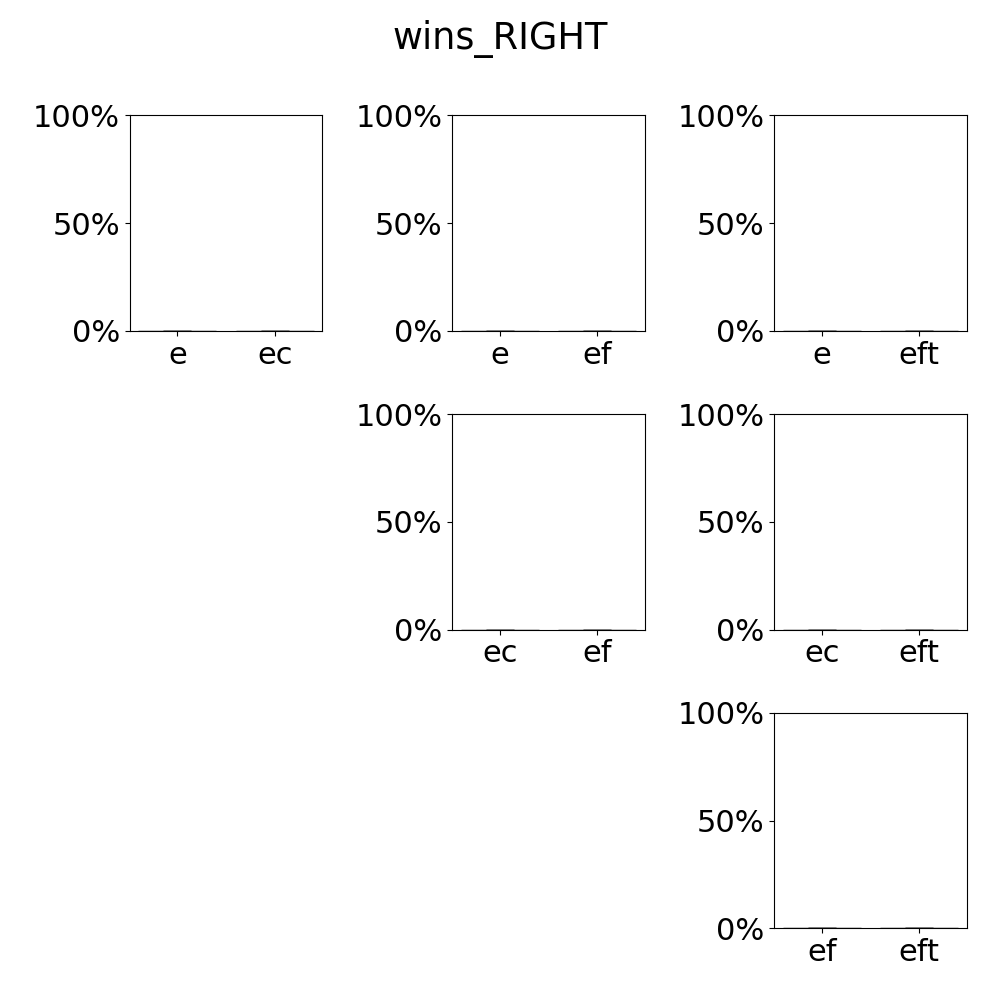 wins_RIGHT
100% 100% 100%
50% 50% 50%
0% 0% 0%
e ec e ef e eft
100% 100%
50% 50%
0% 0%
ec ef ec eft
100%
50%
0%
ef eft